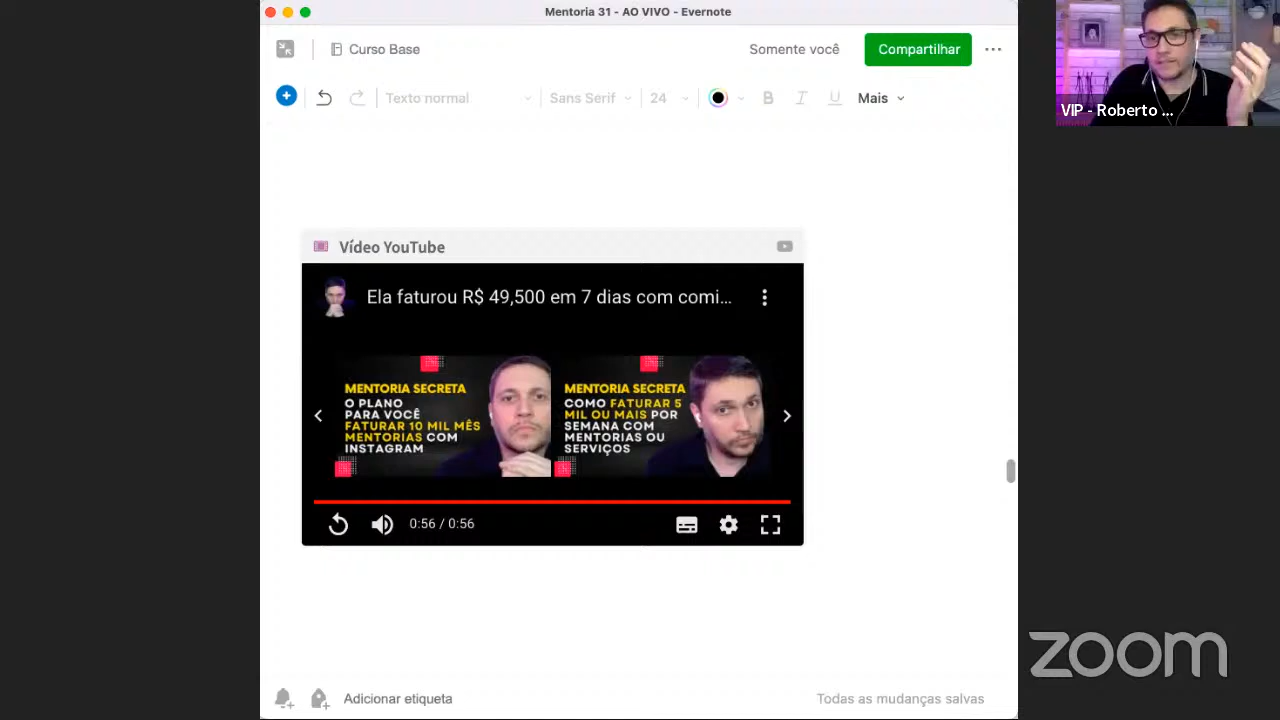 Mentoria 31 - AO VIVO - Evernote
Curso Base
Somente você
Compartilhar
Texto normal
Sans Serif
24
B
I
U
Mais
VIP - Roberto ...
Vídeo YouTube
Ela faturou R$ 49,500 em 7 dias com comi...
MENTORIA SECRETA
O PLANO
PARA VOCÊ
FATURAR 10 MIL MÊS
MENTORIAS COM
INSTAGRAM
MENTORIA SECRETA
COMO FATURAR 5
MIL OU MAIS POR
SEMANA COM
MENTORIAS OU
SERVIÇOS
0:56 / 0:56
zoom
Adicionar etiqueta
Todas as mudanças salvas